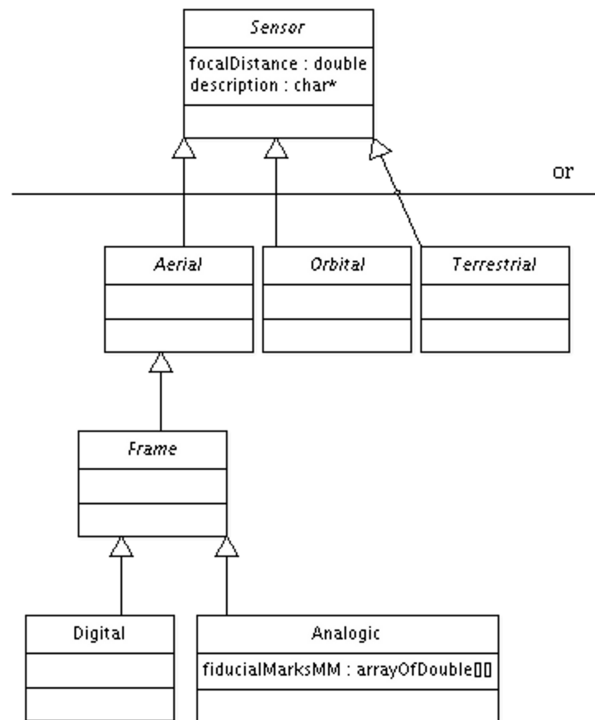 Sensor
focalDistance : double
description : char*
or
Aerial
Orbital
Terrestrial
Frame
Digital
Analogic
fiducialMarksMM : arrayOfDouble[][]